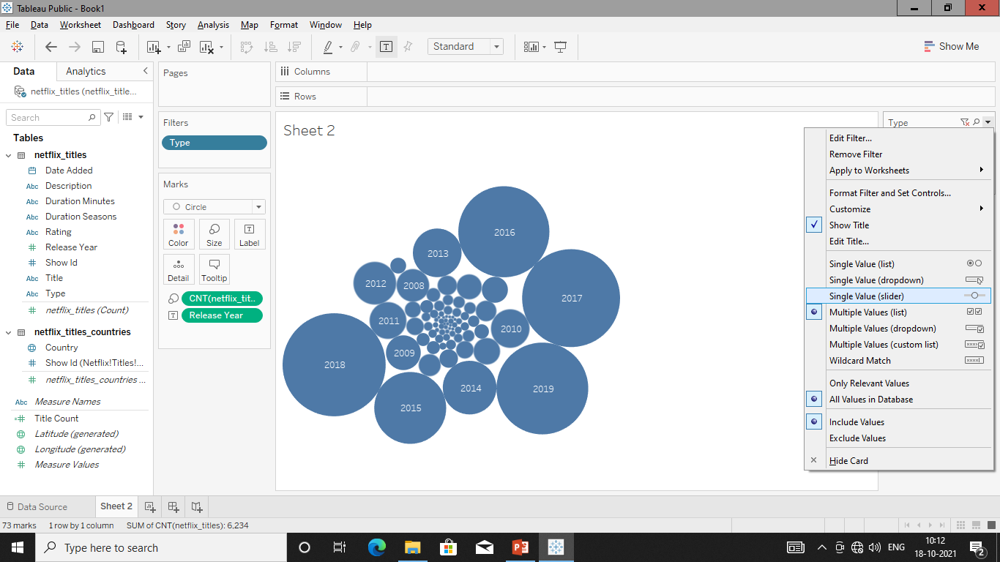 Tableau Public - Book1
File Data Worksheet Dashboard Story Analysis Map Format Window Help
Standard
Show Me
Data Analytics
netflix_titles (netflix_title...
Search
Tables
netflix_titles
Date Added
Abc Description
Abc Duration Minutes
Abc Duration Seasons
Abc Rating
Release Year
Show Id
Abc Title
Abc Type
netflix_titles (Count)
netflix_titles_countries
Country
Show Id (Netflix!Titles!...
netflix_titles_countries ...
Abc Measure Names
Title Count
Latitude (generated)
Longitude (generated)
Measure Values
Pages
Filters
Type
Marks
Circle
Color Size Label
Detail Tooltip
CNT(netflix_tit..
Release Year
Columns
Rows
Sheet 2
2016
2013
2012 2008
2017
2011
2010
2009
2018
2014 2019
2015
Type
Edit Filter...
Remove Filter
Apply to Worksheets
Format Filter and Set Controls...
Customize
Show Title
Edit Title...
Single Value (list)
Single Value (dropdown)
Single Value (slider)
Multiple Values (list)
Multiple Values (dropdown)
Multiple Values (custom list)
Wildcard Match
Only Relevant Values
All Values in Database
Include Values
Exclude Values
Hide Card
Data Source Sheet 2
73 marks 1 row by 1 column SUM of CNT(netflix_titles): 6,234
Type here to search
ENG
10:12
18-10-2021
2